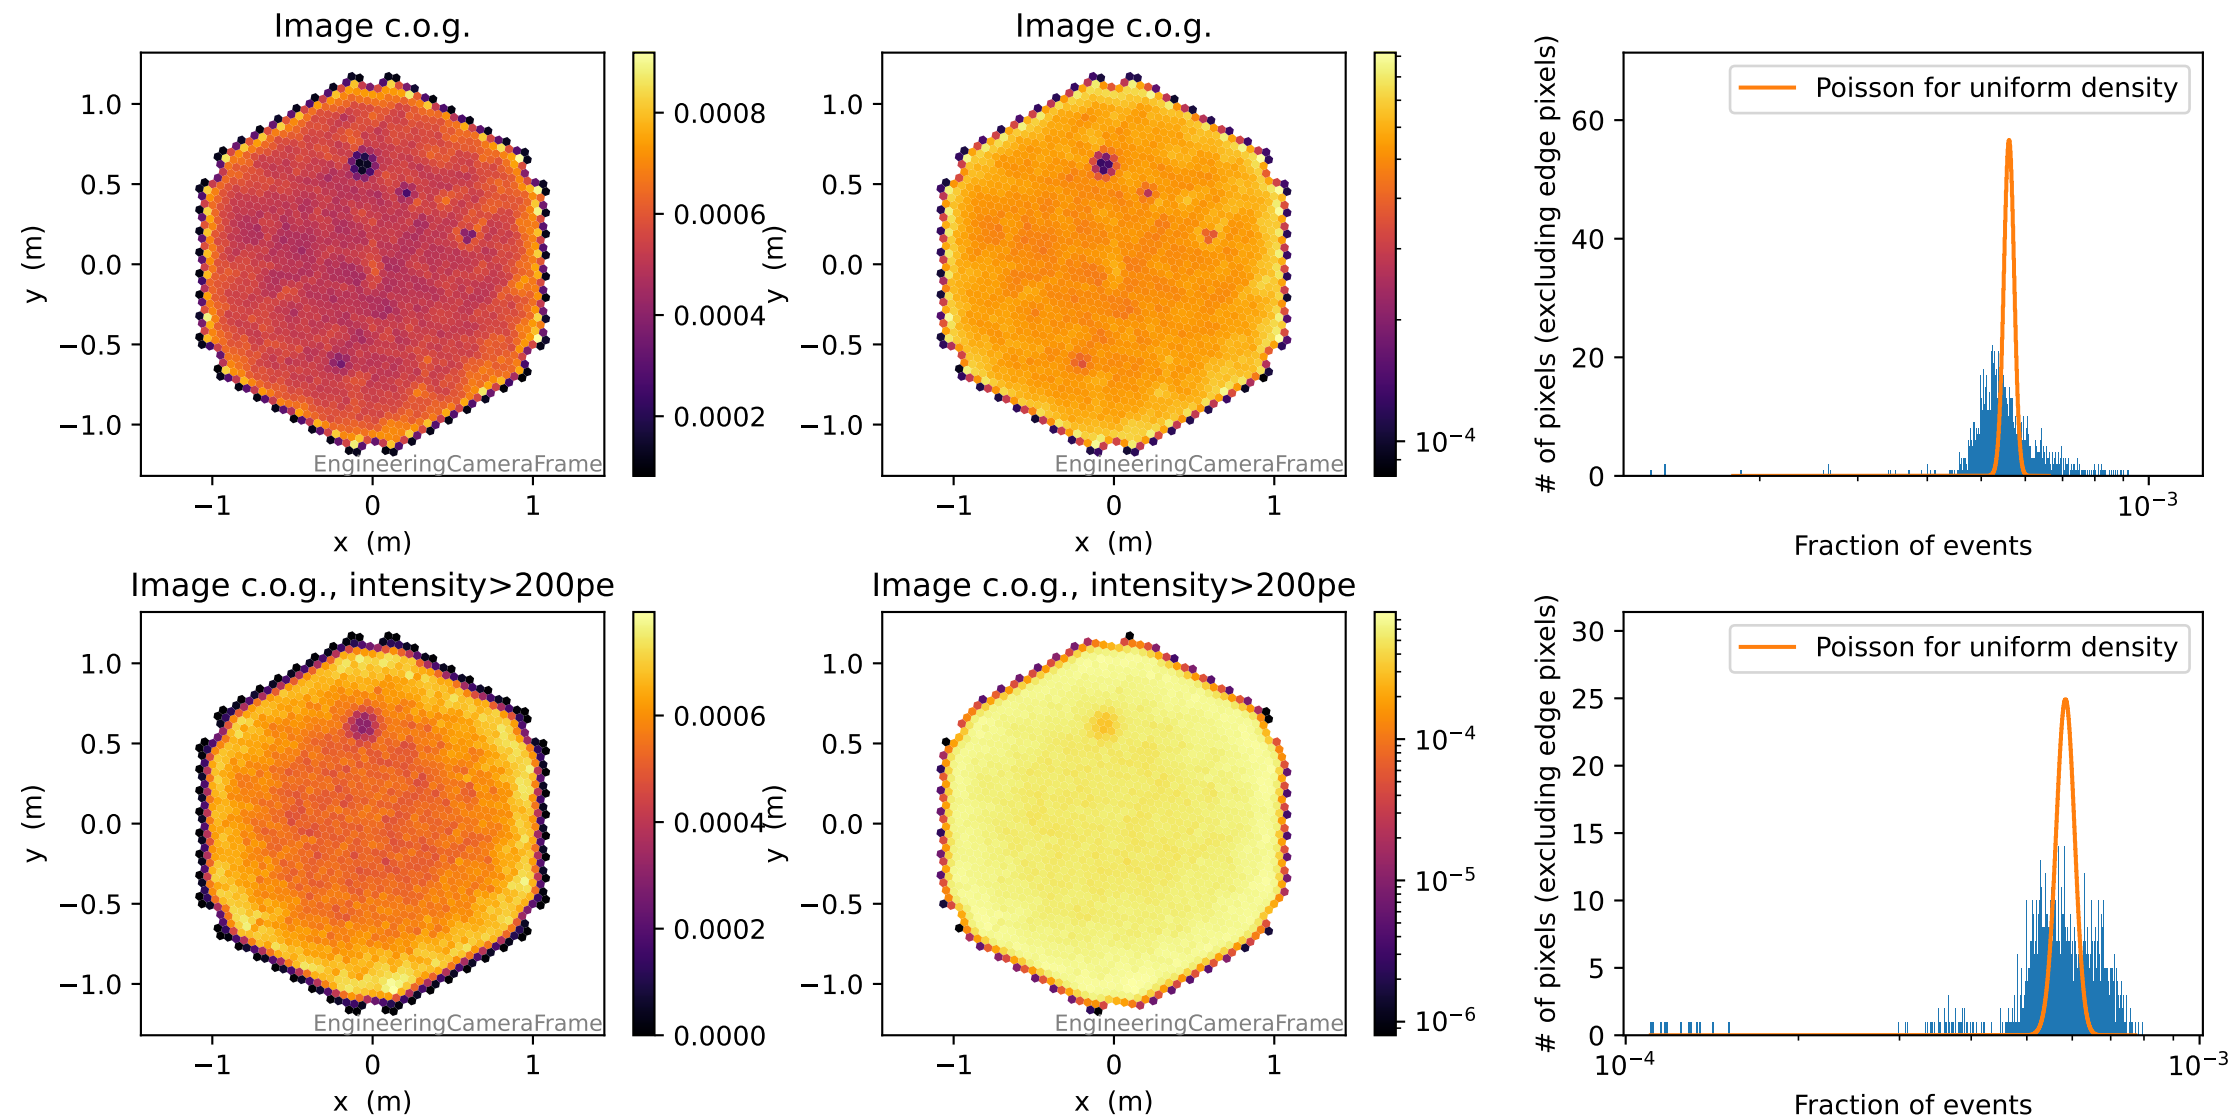 Image c.o.g.
1.0
0.5
0.0
−0.5
−1.0
y (m)
−1 0 1
x (m)
EngineeringCameraFrame
0.0008
0.0006
0.0004
0.0002
Image c.o.g.
1.0
0.5
0.0
−0.5
−1.0
y (m)
−1 0 1
x (m)
EngineeringCameraFrame
10−4
# of pixels (excluding edge pixels)
60
40
20
0
Poisson for uniform density
10−3
Fraction of events
Image c.o.g., intensity>200pe
1.0
0.5
0.0
−0.5
−1.0
y (m)
−1 0 1
x (m)
EngineeringCameraFrame
0.0006
0.0004
0.0002
0.0000
Image c.o.g., intensity>200pe
1.0
0.5
0.0
−0.5
−1.0
y (m)
−1 0 1
x (m)
EngineeringCameraFrame
10−4
10−5
10−6
# of pixels (excluding edge pixels)
30
25
20
15
10
5
0
Poisson for uniform density
10−4 10−3
Fraction of events